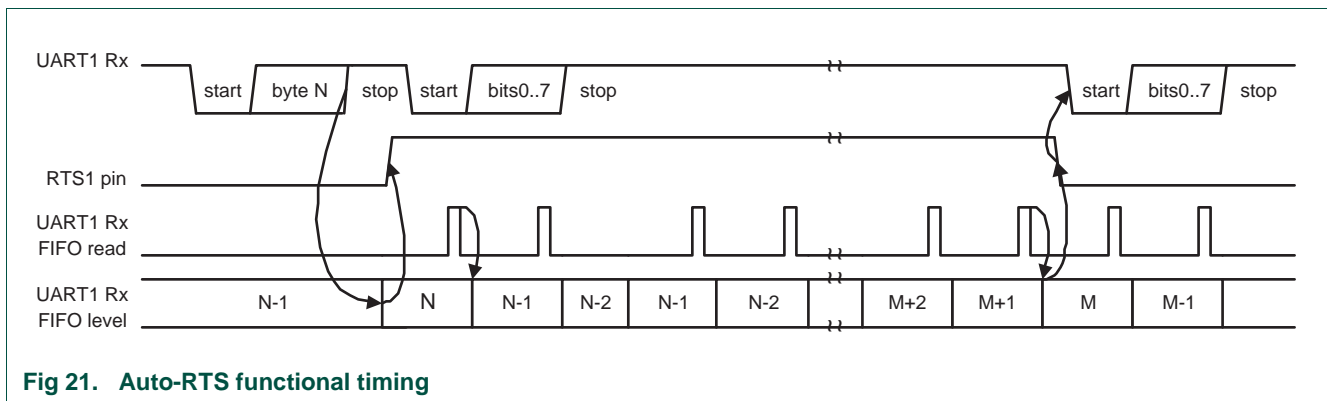 UART1 Rx
start byte N stop start bits0..7 stop start bits0..7 stop
RTS1 pin
UART1 Rx
FIFO read
UART1 Rx
FIFO level
N-1 N N-1 N-2 N-1 N-2 M+2 M+1 M M-1
Fig 21. Auto-RTS functional timing